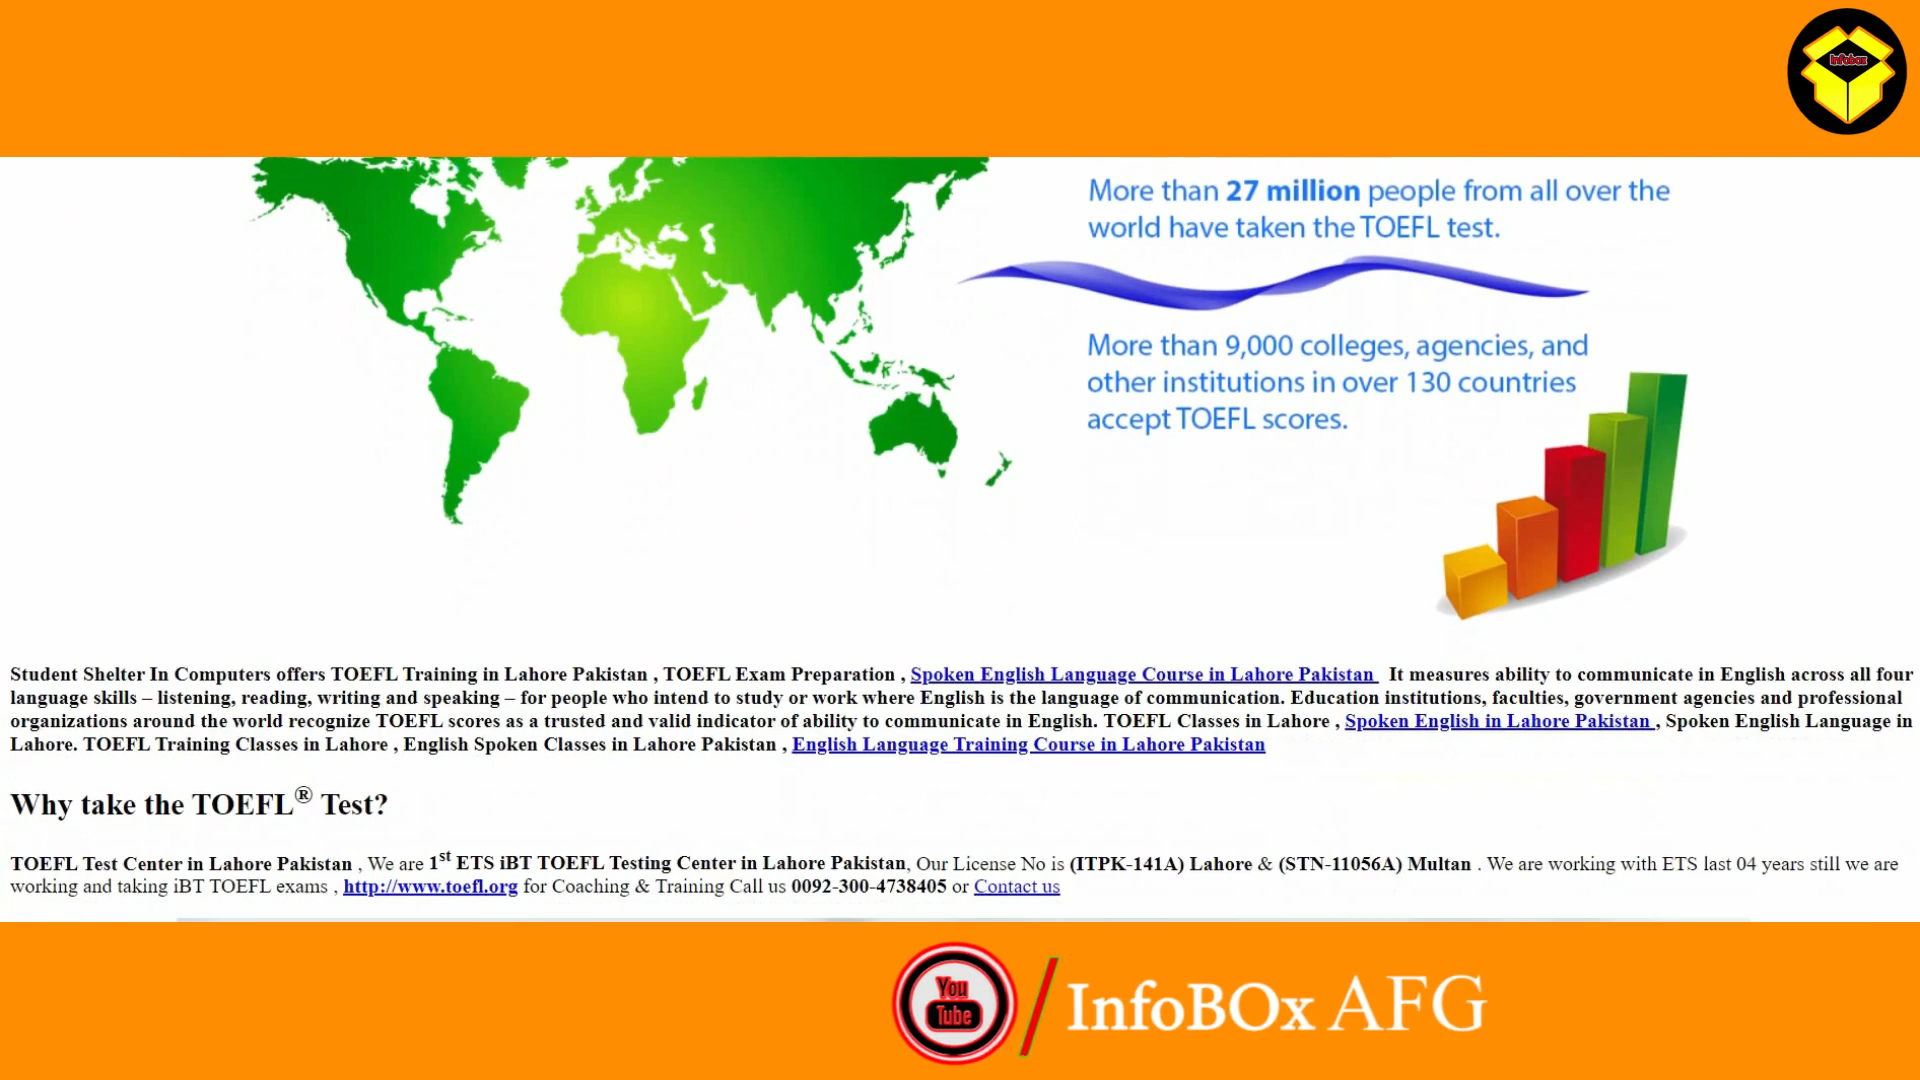 Infobox
More than 27 million people from all over the
world have taken the TOEFL test.
More than 9,000 colleges, agencies, and
other institutions in over 130 countries
accept TOEFL scores.
Student Shelter In Computers offers TOEFL Training in Lahore Pakistan , TOEFL Exam Preparation , Spoken English Language Course in Lahore Pakistan  It measures ability to communicate in English across all four
language skills – listening, reading, writing and speaking – for people who intend to study or work where English is the language of communication. Education institutions, faculties, government agencies and professional
organizations around the world recognize TOEFL scores as a trusted and valid indicator of ability to communicate in English. TOEFL Classes in Lahore , Spoken English in Lahore Pakistan , Spoken English Language in
Lahore. TOEFL Training Classes in Lahore , English Spoken Classes in Lahore Pakistan , English Language Training Course in Lahore Pakistan
Why take the TOEFL® Test?
TOEFL Test Center in Lahore Pakistan , We are 1st ETS iBT TOEFL Testing Center in Lahore Pakistan, Our License No is (ITPK-141A) Lahore & (STN-11056A) Multan . We are working with ETS last 04 years still we are
working and taking iBT TOEFL exams , http://www.toefl.org for Coaching & Training Call us 0092-300-4738405 or Contact us
You
Tube
InfoBOx AFG